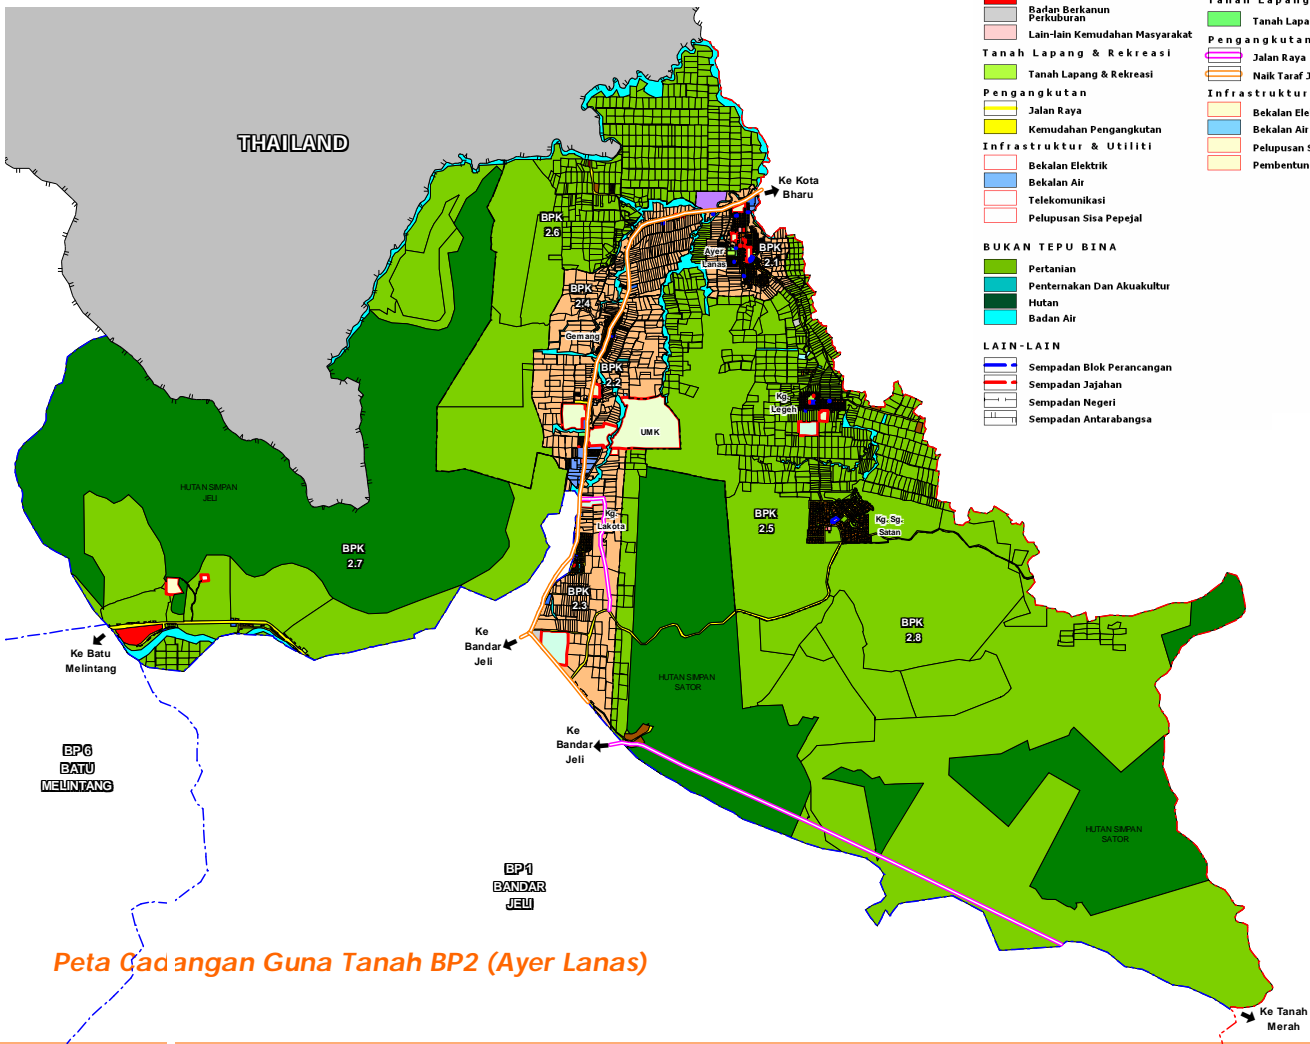 Badan Berkanun
Perkuburan
Lain-lain Kemudahan Masyarakat
Tanah Lapang & Rekreasi
Tanah Lapang & Rekreasi
Pengangkutan
Jalan Raya
Kemudahan Pengangkutan
Infrastruktur & Utiliti
Bekalan Elektrik
Bekalan Air
Telekomunikasi
Pelupusan Sisa Pepejal
BUKAN TEPU BINA
Pertanian
Penternakan Dan Akuakultur
Hutan
Badan Air
LAIN-LAIN
Sempadan Blok Perancangan
Sempadan Jajahan
Sempadan Negeri
Sempadan Antarabangsa
Tanah Lapang
Tanah Lapa
Pengangkutan
Jalan Raya
Naik Taraf J
Infrastruktur
Bekalan Ele
Bekalan Air
Pelupusan S
Pembentun
THAILAND
Ke Kota
Bharu
BPK
2.6
Ayer
Lanas
BPK
2.1
BPK
2.4
Gemang
BPK
2.2
Kg.
Legeh
UMK
HUTAN SIMPAN
JELI
BPK
2.7
Kg.
Lakota
BPK
2.5
Kg. Sg.
Satan
BPK
2.3
BPK
2.8
Ke Batu
Melintang
Ke
Bandar
Jeli
HUTAN SIMPAN
SATOR
Ke
Bandar
Jeli
BP 6
BATU
MELINTANG
HUTAN SIMPAN
SATOR
BP 1
BANDAR
JELI
Peta Cadangan Guna Tanah BP2 (Ayer Lanas)
Ke Tanah
Merah